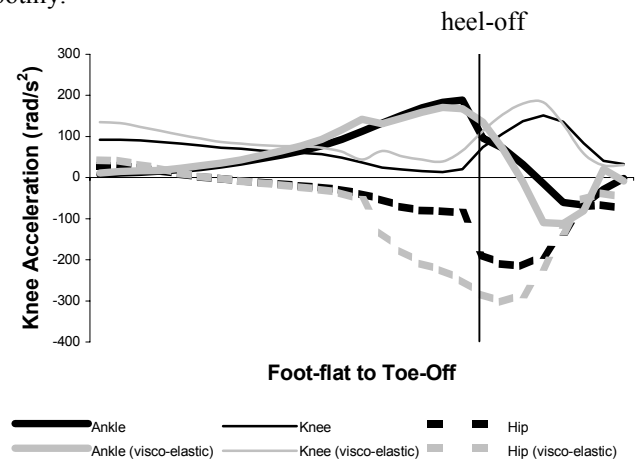 heel-off
300
200
100
0
-100
-200
-300
-400
Knee Acceleration (rad/s²)
Foot-flat to Toe-Off
Ankle Knee Hip
Ankle (visco-elastic) Knee (visco-elastic) Hip (visco-elastic)